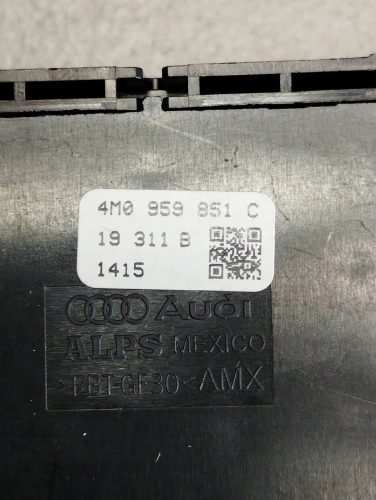 4M0 959 851 C
19 311 B
1415
Audi
ALPS MEXICO
>PBT-GF30< AMX